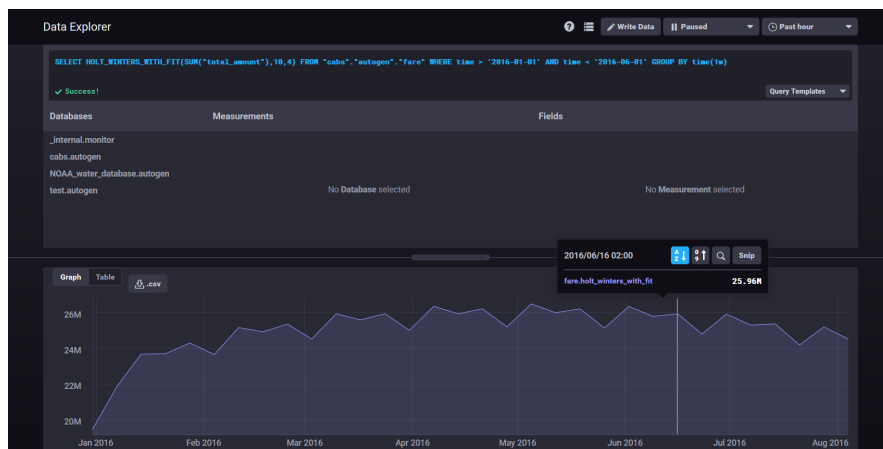 Data Explorer
Write Data
Paused
Past hour
SELECT HOLT_WINTERS_WITH_FIT(SUM("total_amount"),10,4) FROM "cabs"."autogen"."fare" WHERE time > '2016-01-01' AND time < '2016-06-01' GROUP BY time(1w)
Success!
Query Templates
Databases Measurements Fields
_internal.monitor
cabs.autogen
NOAA_water_database.autogen
test.autogen
No Database selected
No Measurement selected
2016/06/16 02:00
Snip
fare.holt_winters_with_fit 25.96M
Graph Table .csv
26M
24M
22M
20M
Jan 2016 Feb 2016 Mar 2016 Apr 2016 May 2016 Jun 2016 Jul 2016 Aug 2016